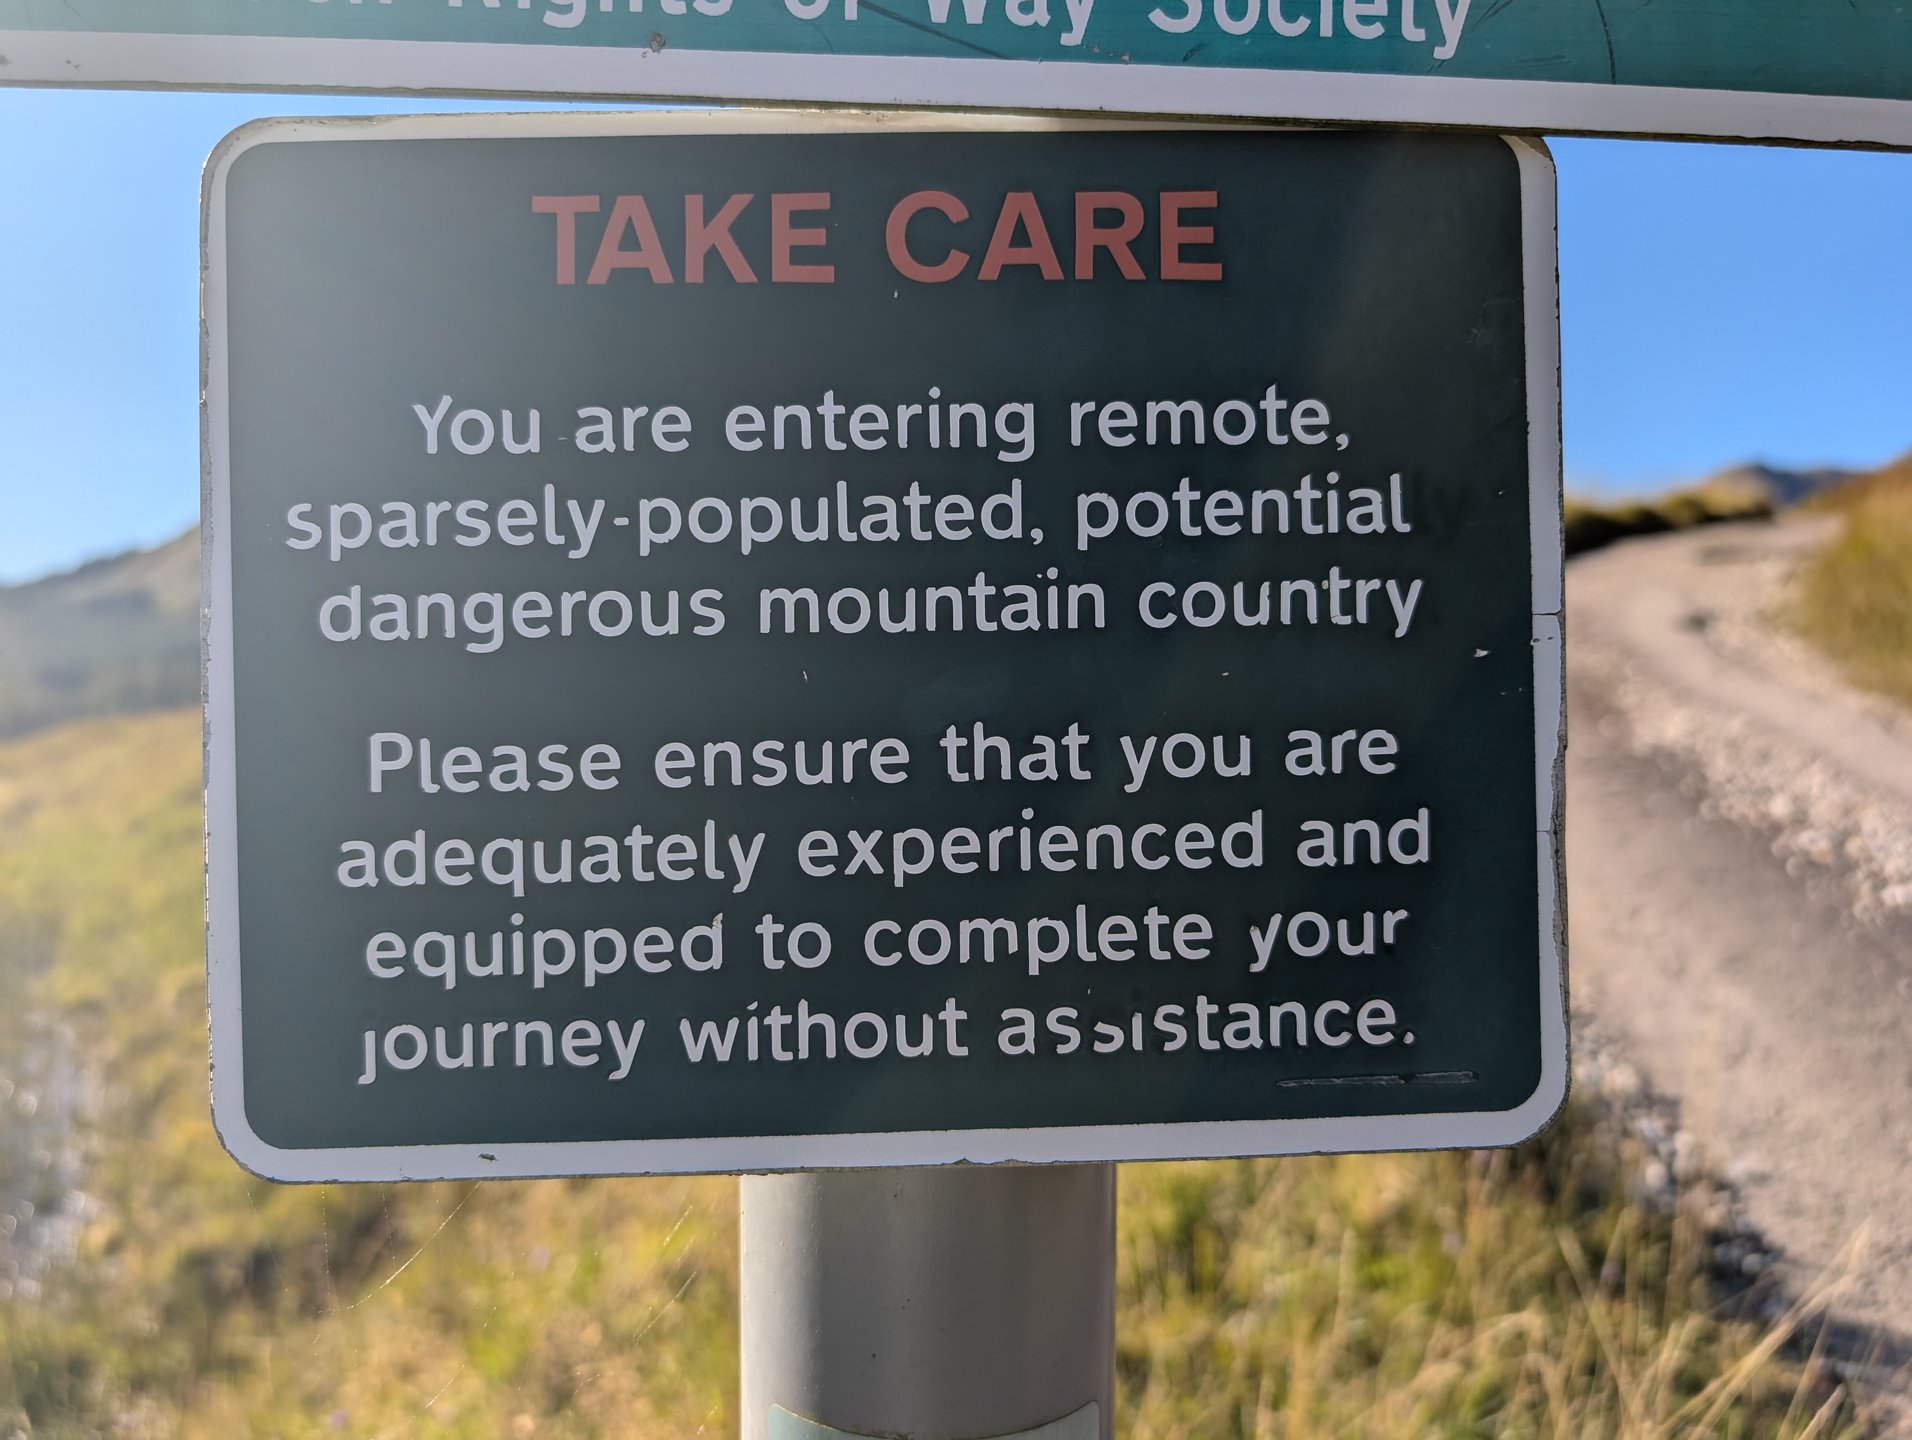 Rights of Way Society
TAKE CARE
You are entering remote,
sparsely-populated, potential
dangerous mountain country
Please ensure that you are
adequately experienced and
equipped to complete your
journey without assistance.